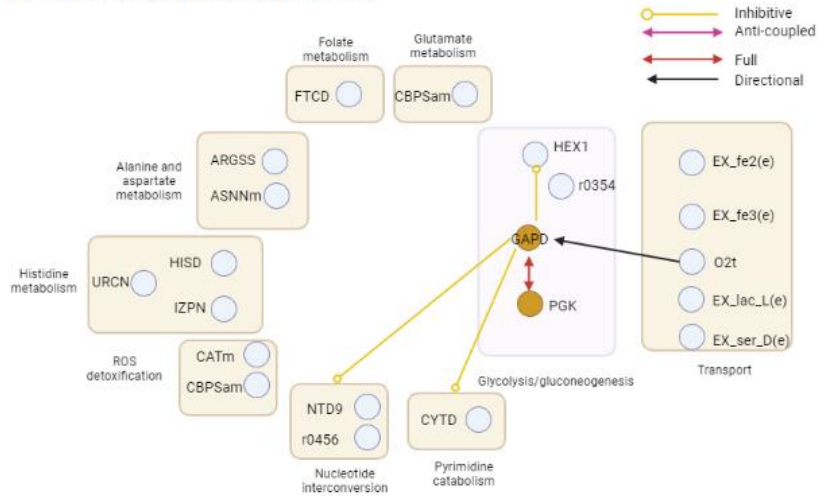 Inhibitive
Anti-coupled
Full
Directional
Folate
metabolism
Glutamate
metabolism
FTCD
CBPSam
HEX1
r0354
GAPD
PGK
Glycolysis/gluconeogenesis
EX_fe2(e)
EX_fe3(e)
O2t
EX_lac_L(e)
EX_ser_D(e)
Transport
Alanine and
aspartate
metabolism
ARGSS
ASNNm
Histidine
metabolism
URCN
HISD
IZPN
ROS
detoxification
CATm
CBPSam
NTD9
r0456
Nucleotide
interconversion
CYTD
Pyrimidine
catabolism